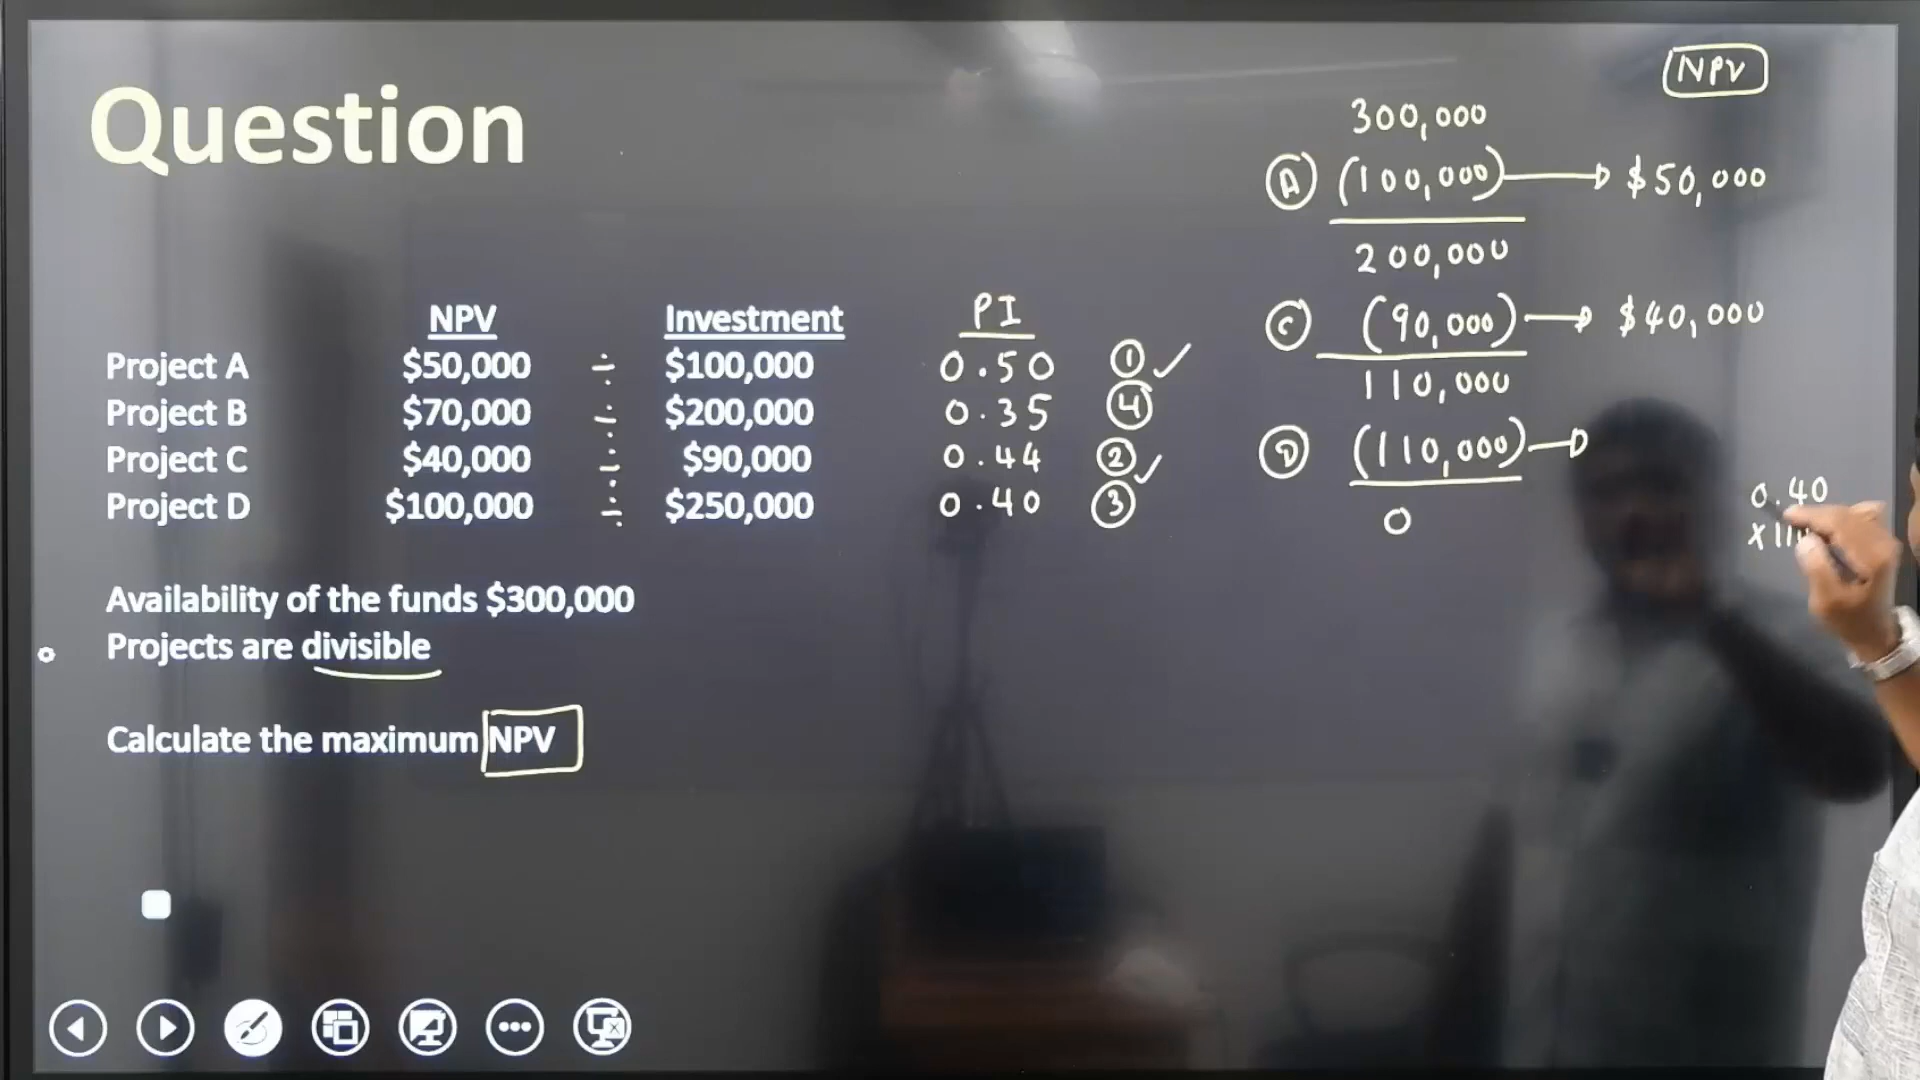 Question
NPV
300,000
A (100,000) → $50,000
200,000
NPV Investment PI
C (90,000) → $40,000
Project A $50,000 ÷ $100,000 0.50 1 ✓
110,000
Project B $70,000 ÷ $200,000 0.35 4
D (110,000) →
Project C $40,000 ÷ $90,000 0.44 2 ✓
Project D $100,000 ÷ $250,000 0.40 3
0
0.40
Availability of the funds $300,000
Projects are divisible
Calculate the maximum NPV